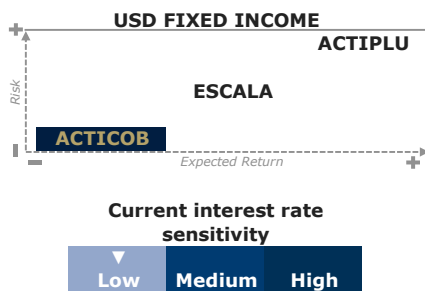 USD FIXED INCOME
ACTIPLU
ESCALA
Risk
ACTICOB
Expected Return
Current interest rate
sensitivity
Low Medium High